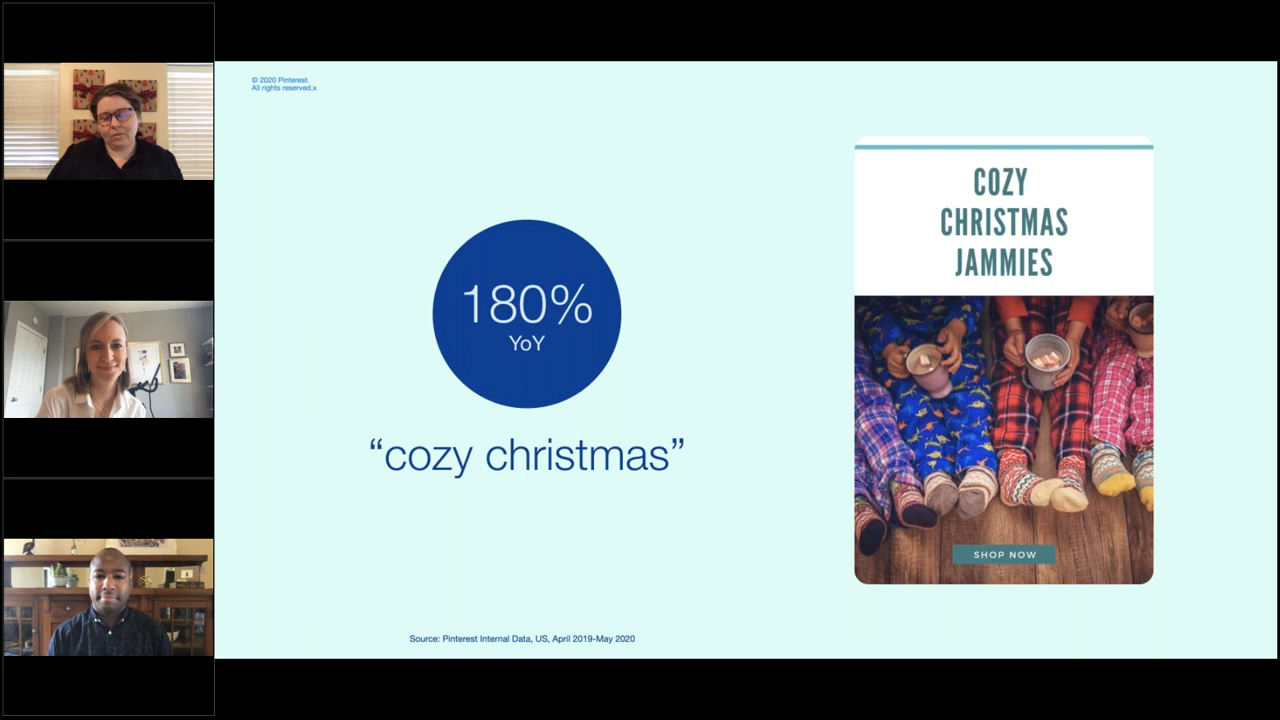 © 2020 Pinterest.
All rights reserved.x
180%
YoY
“cozy christmas”
Source: Pinterest Internal Data, US, April 2019-May 2020
COZY
CHRISTMAS
JAMMIES
SHOP NOW